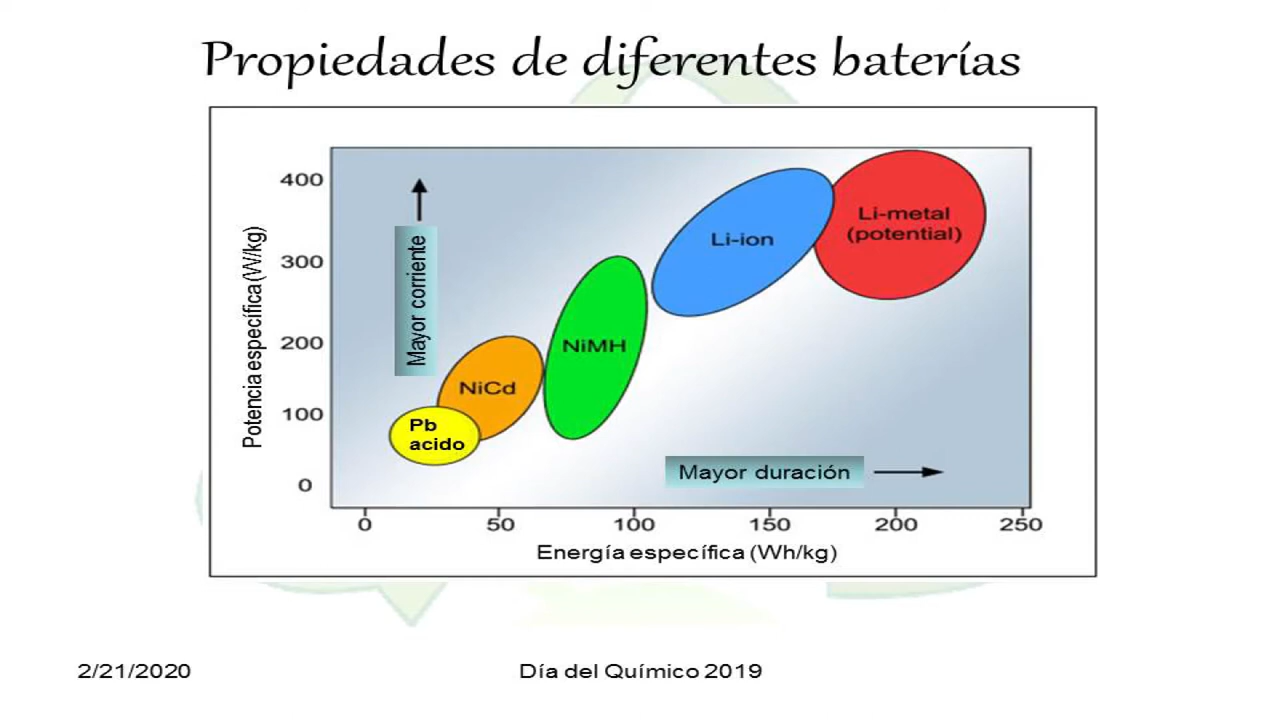 Propiedades de diferentes baterías
Potencia específica (W/kg)
400
300
200
100
0
Mayor corriente
Pb
acido
NiCd
NiMH
Li-ion
Li-metal
(potential)
Mayor duración
0 50 100 150 200 250
Energía específica (Wh/kg)
2/21/2020
Día del Químico 2019